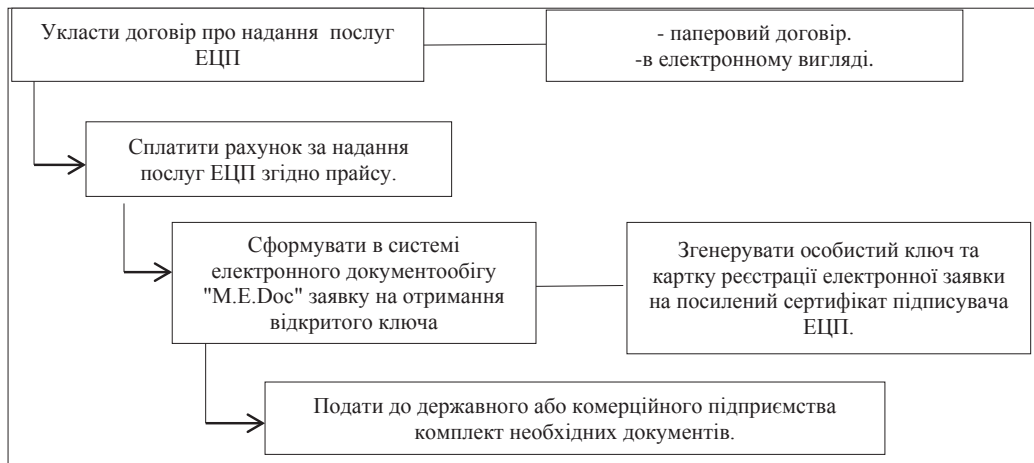 Укласти договір про надання послуг
ЕЦП
- паперовий договір.
-в електронному вигляді.
Сплатити рахунок за надання
послуг ЕЦП згідно прайсу.
Сформувати в системі
електронного документообігу
"M.E.Doc" заявку на отримання
відкритого ключа
Згенерувати особистий ключ та
картку реєстрації електронної заявки
на посилений сертифікат підписувача
ЕЦП.
Подати до державного або комерційного підприємства
комплект необхідних документів.